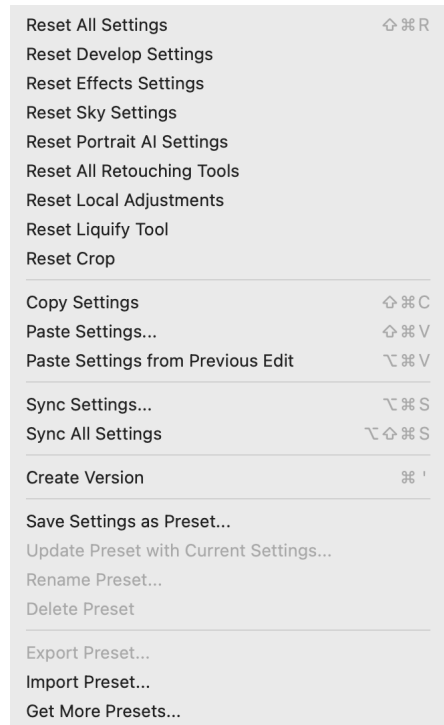 Reset All Settings ⇧⌘R
Reset Develop Settings
Reset Effects Settings
Reset Sky Settings
Reset Portrait AI Settings
Reset All Retouching Tools
Reset Local Adjustments
Reset Liquify Tool
Reset Crop
Copy Settings ⇧⌘C
Paste Settings... ⇧⌘V
Paste Settings from Previous Edit ⌥⌘V
Sync Settings... ⌥⌘S
Sync All Settings ⌥⇧⌘S
Create Version ⌘'
Save Settings as Preset...
Update Preset with Current Settings...
Rename Preset...
Delete Preset
Export Preset...
Import Preset...
Get More Presets...